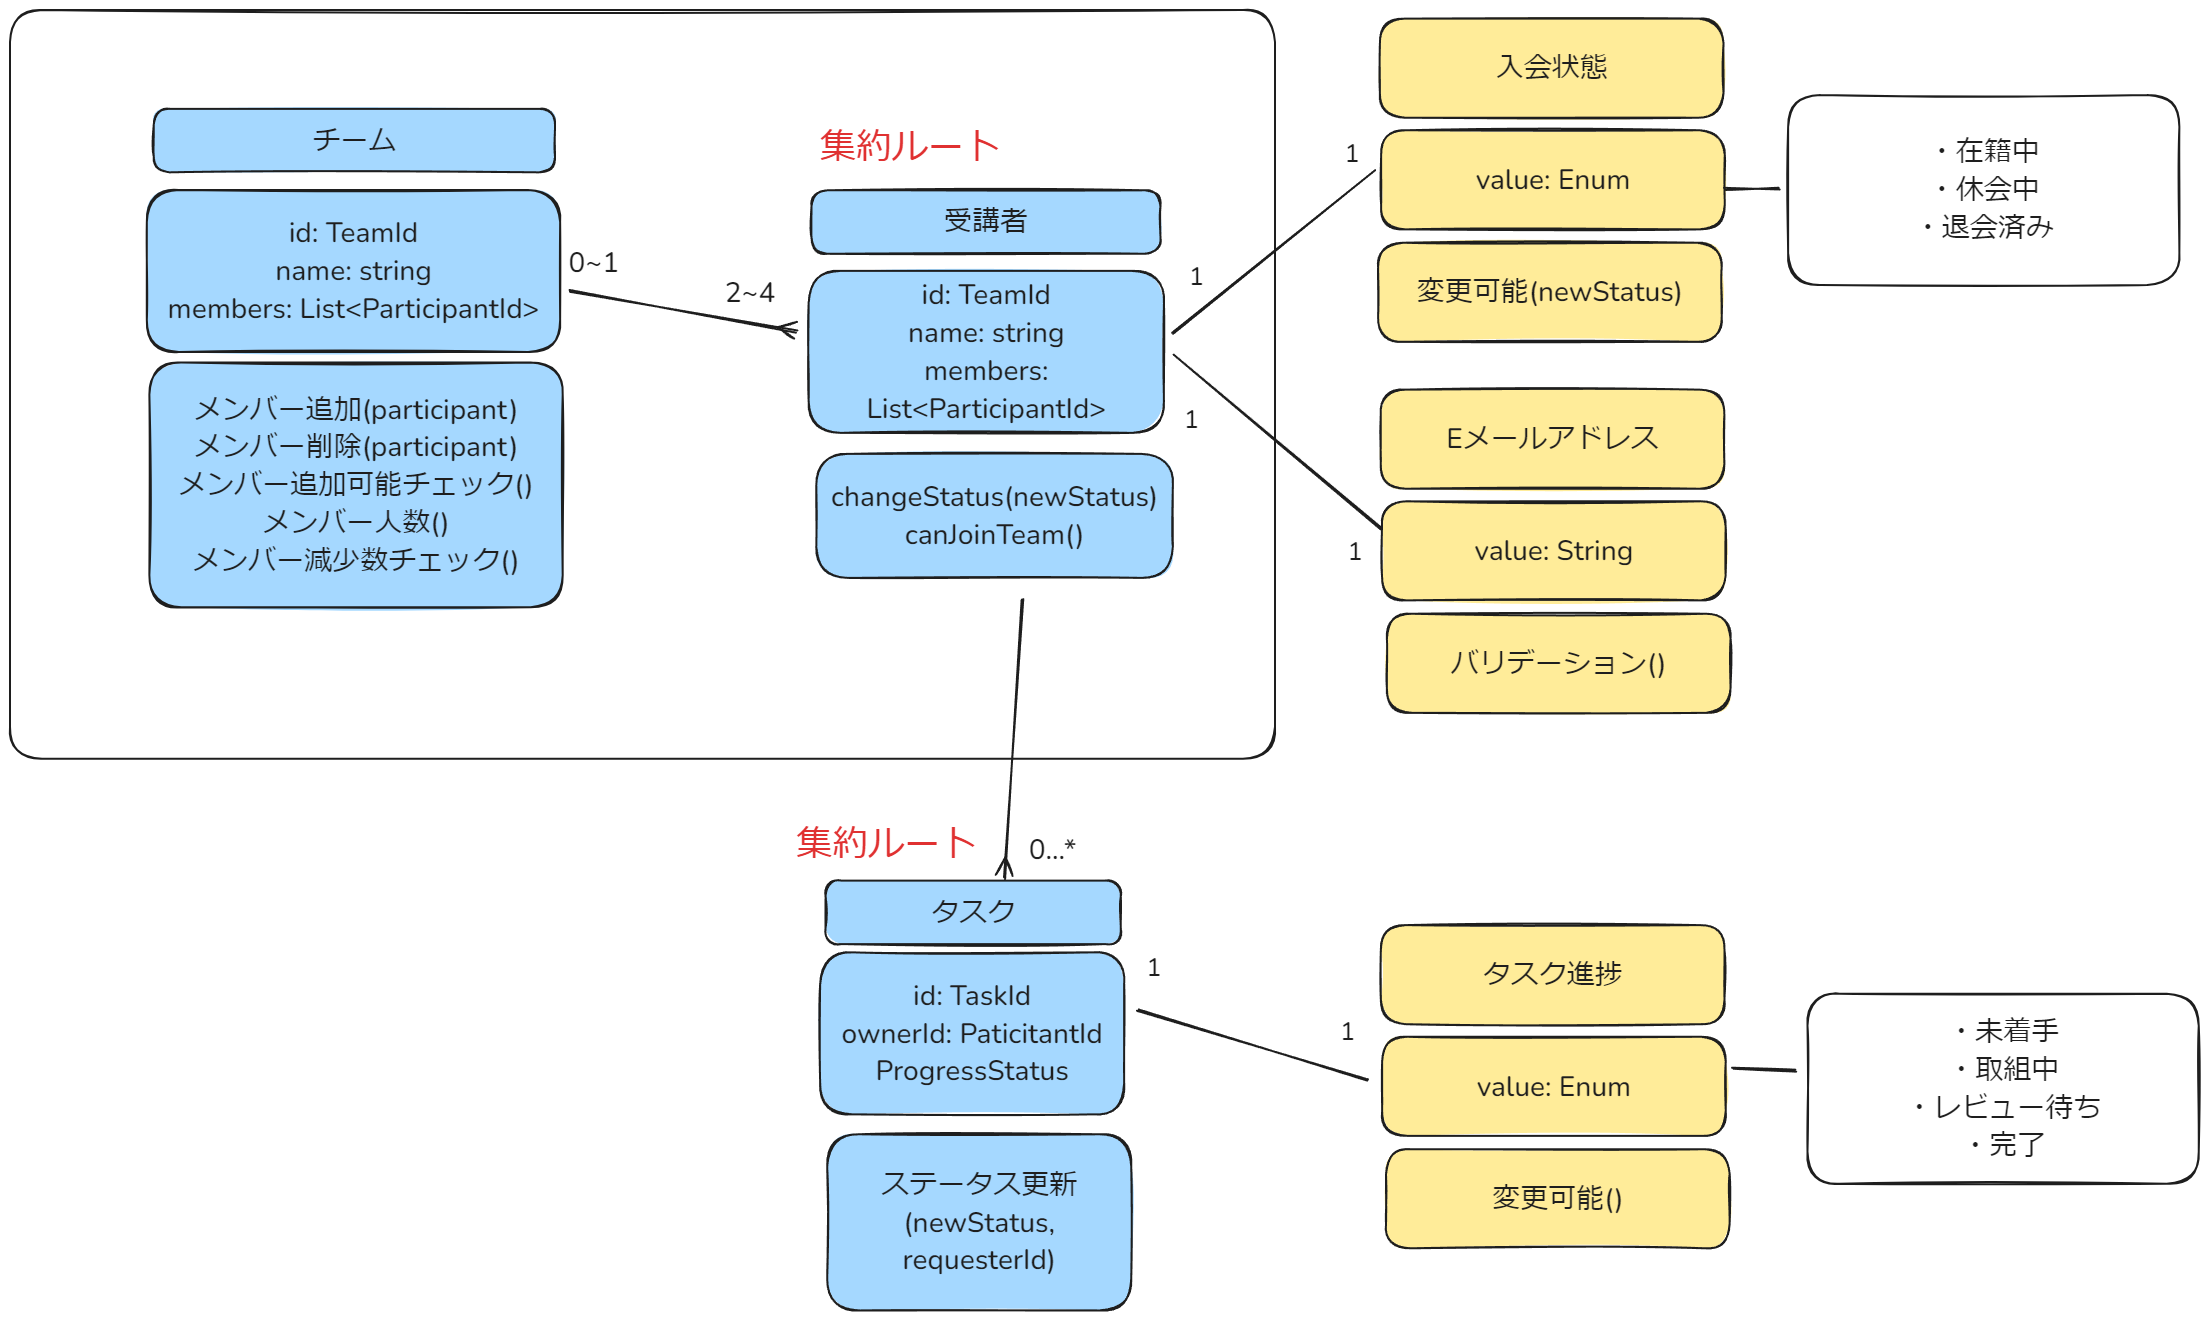 チーム
id: TeamId
name: string
members: List<ParticipantId>
メンバー追加(participant)
メンバー削除(participant)
メンバー追加可能チェック()
メンバー人数()
メンバー減少数チェック()
0~1
2~4
集約ルート
受講者
id: TeamId
name: string
members:
List<ParticipantId>
changeStatus(newStatus)
canJoinTeam()
1
1
入会状態
value: Enum
変更可能(newStatus)
・在籍中
・休会中
・退会済み
1
1
Eメールアドレス
value: String
バリデーション()
0...*
集約ルート
タスク
id: TaskId
ownerId: PaticitantId
ProgressStatus
ステータス更新
(newStatus,
requesterId)
1
1
タスク進捗
value: Enum
変更可能()
・未着手
・取組中
・レビュー待ち
・完了